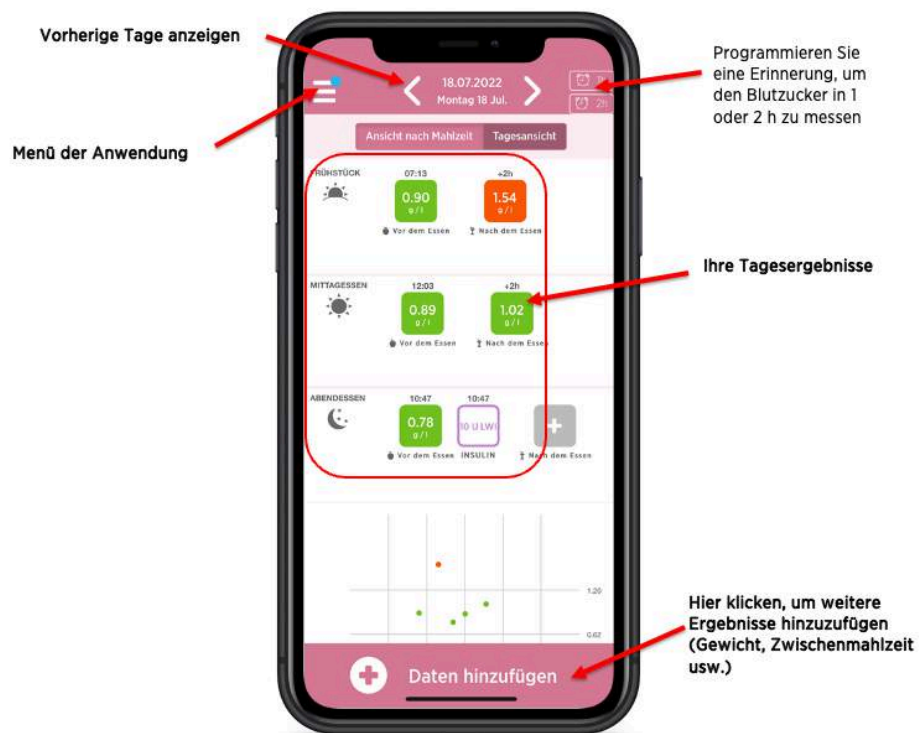 Vorherige Tage anzeigen
Menü der Anwendung
18.07.2022
Montag 18 Jul.
2h
Programmieren Sie
eine Erinnerung, um
den Blutzucker in 1
oder 2 h zu messen
Ansicht nach Mahlzeit Tagesansicht
FRÜHSTÜCK 07:13 +2h
0.90 1.54
g/l g/l
Vor dem Essen Nach dem Essen
Ihre Tagesergebnisse
MITTAGESSEN 12:03 +2h
0.89 1.02
g/l g/l
Vor dem Essen Nach dem Essen
ABENDESSEN 10:47 10:47
0.78 10 U LWI
g/l
Vor dem Essen INSULIN Nach dem Essen
1.20
0.62
Hier klicken, um weitere
Ergebnisse hinzuzufügen
(Gewicht, Zwischenmahlzeit
usw.)
Daten hinzufügen